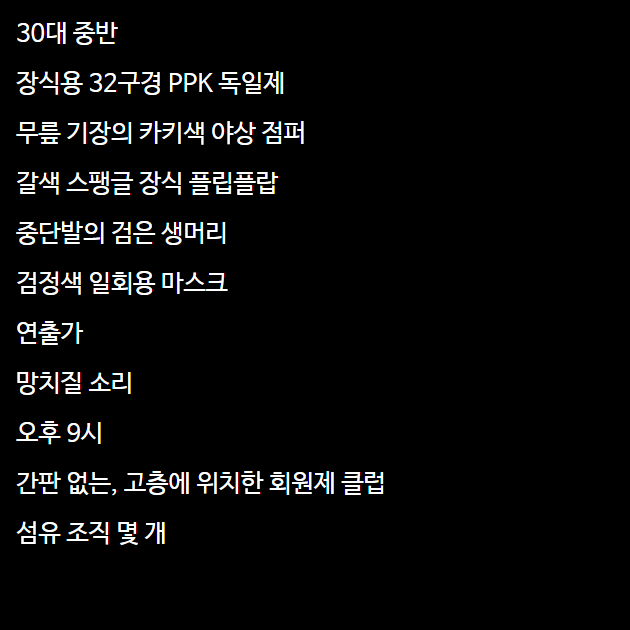 30대 중반
장식용 32구경 PPK 독일제
무릎 기장의 카키색 야상 점퍼
갈색 스팽글 장식 플립플랍
중단발의 검은 생머리
검정색 일회용 마스크
연출가
망치질 소리
오후 9시
간판 없는, 고층에 위치한 회원제 클럽
섬유 조직 몇 개